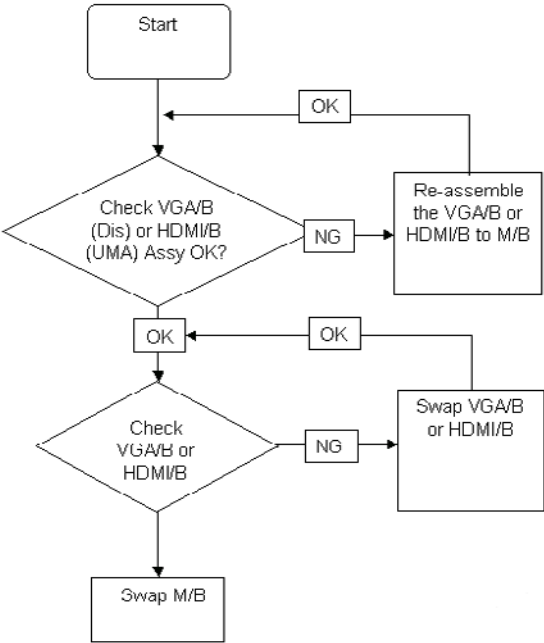 Start
OK
Check VGA/B
(Dis) or HDMI/B
(UMA) Assy OK?
NG
Re-assemble
the VGA/B or
HDMI/B to M/B
OK
OK
Check
VGA/B or
HDMI/B
NG
Swap VGA/B
or HDMI/B
Swap M/B